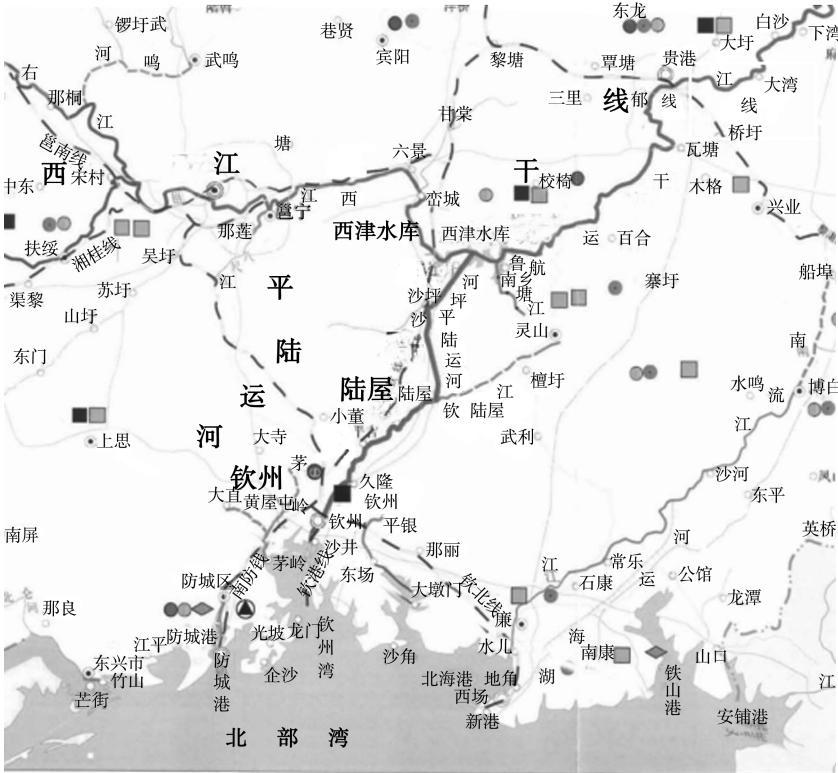 锣圩武
巷贤
宾阳
东龙
白沙
下湾
大圩
河
鸣
武鸣
黎塘
覃塘
贵港
右
那桐
三里
线
郁
线
江
线
大湾
江
甘棠
桥圩
邕南线
塘
六景
瓦塘
西
宋村
江
干
校椅
干
木格
中东
江
西
峦城
兴业
邕宁
那莲
西津水库
西津水库
运
百合
扶绥
湘桂线
吴圩
鲁
航
船埠
南乡
渠黎
苏圩
江
平
沙坪
河
坪
塘
江
寨圩
山圩
沙
平
灵山
南
东门
陆
陆
运
河
檀圩
水鸣
流
博白
运
陆屋
陆屋
江
钦
陆屋
小董
江
上思
河
大寺
武利
茅
钦州
沙河
久隆
大直
黄屋屯
岭
钦州
东平
南屏
钦州
平银
河
英桥
沙井
那丽
茅岭
钦港线
东场
江
常乐
防城区
南防钱
大墩门
钦北线
石康
运
公馆
那良
廉
龙潭
江平
防城港
光坡
龙门
钦州湾
海
水儿
南康
山口
东兴市
竹山
防城港
企沙
沙角
北海港
地角
湖
铁山港
江
芒街
西场
新港
安铺港
北部湾